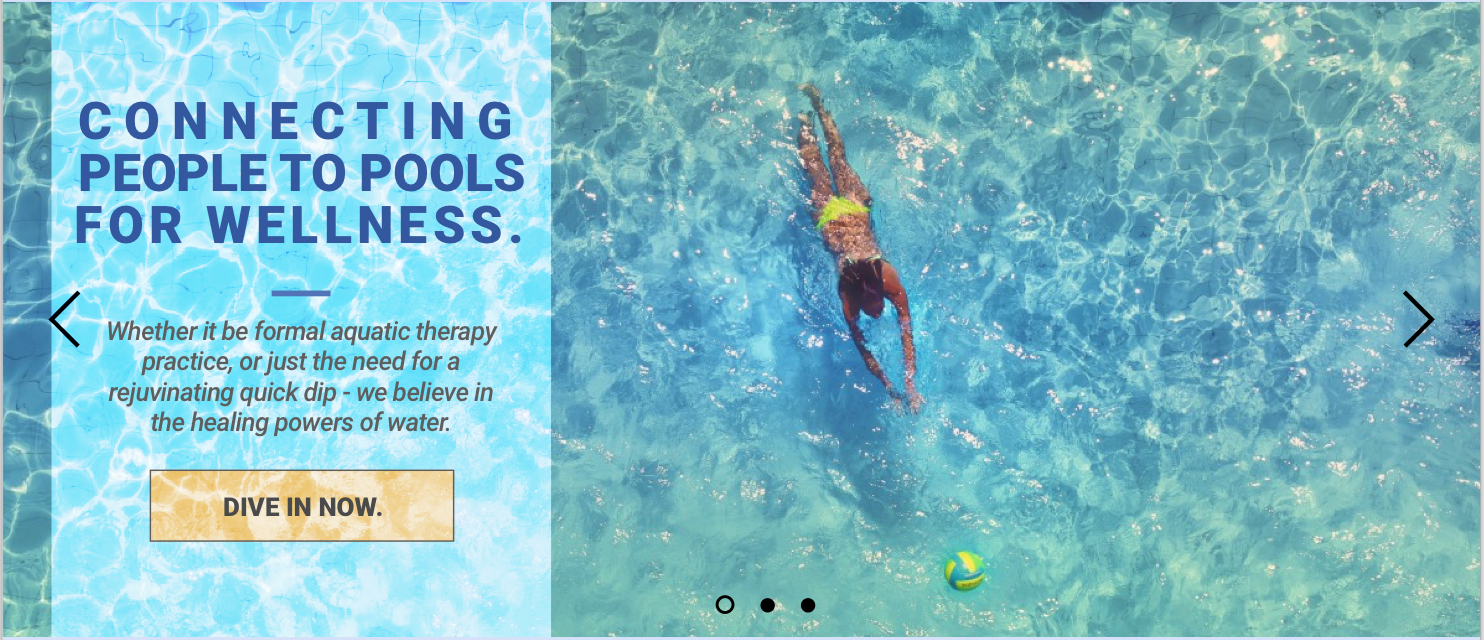 CONNECTING
PEOPLE TO POOLS
FOR WELLNESS.
Whether it be formal aquatic therapy
practice, or just the need for a
rejuvinating quick dip - we believe in
the healing powers of water.
DIVE IN NOW.